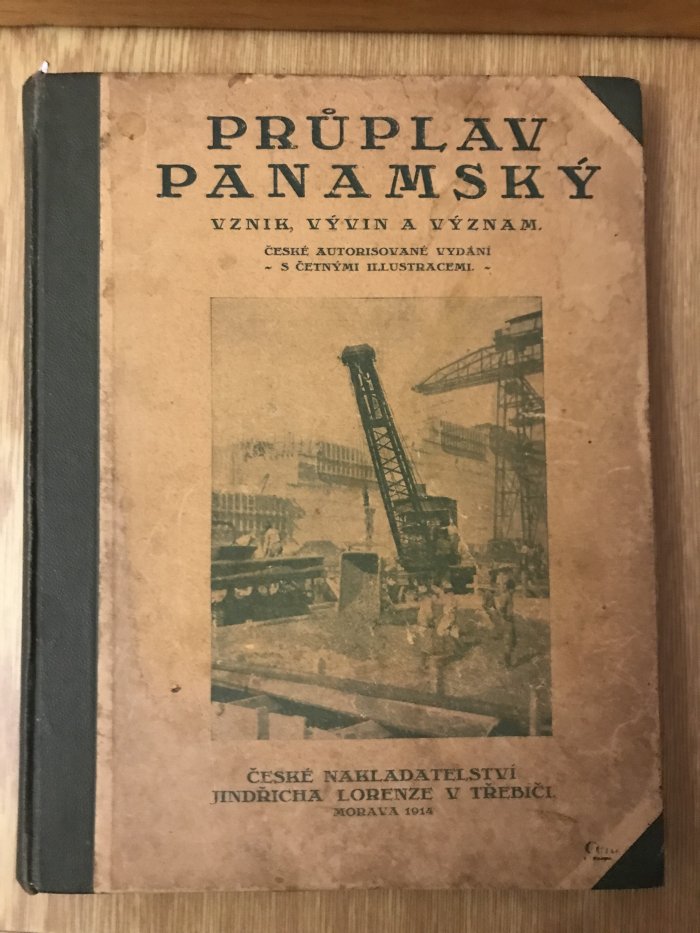 PRŮPLAV
PANAMSKÝ
VZNIK, VÝVIN A VÝZNAM.
ČESKÉ AUTORISOVANÉ VYDÁNÍ
~ S ČETNÝMI ILLUSTRACEMI. ~
ČESKÉ NAKLADATELSTVÍ
JINDŘICHA LORENZE V TŘEBÍČI.
MORAVA 1914